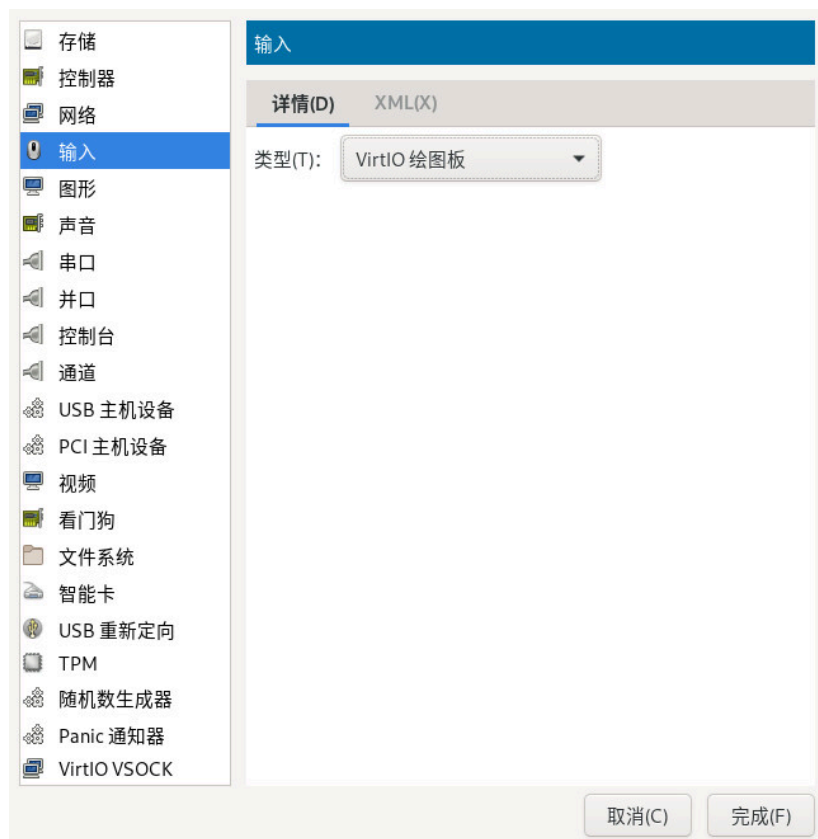 存储
控制器
网络
输入
图形
声音
串口
并口
控制台
通道
USB 主机设备
PCI 主机设备
视频
看门狗
文件系统
智能卡
USB 重新定向
TPM
随机数生成器
Panic 通知器
VirtIO VSOCK
输入
详情(D) XML(X)
类型(T): VirtIO 绘图板
取消(C) 完成(F)